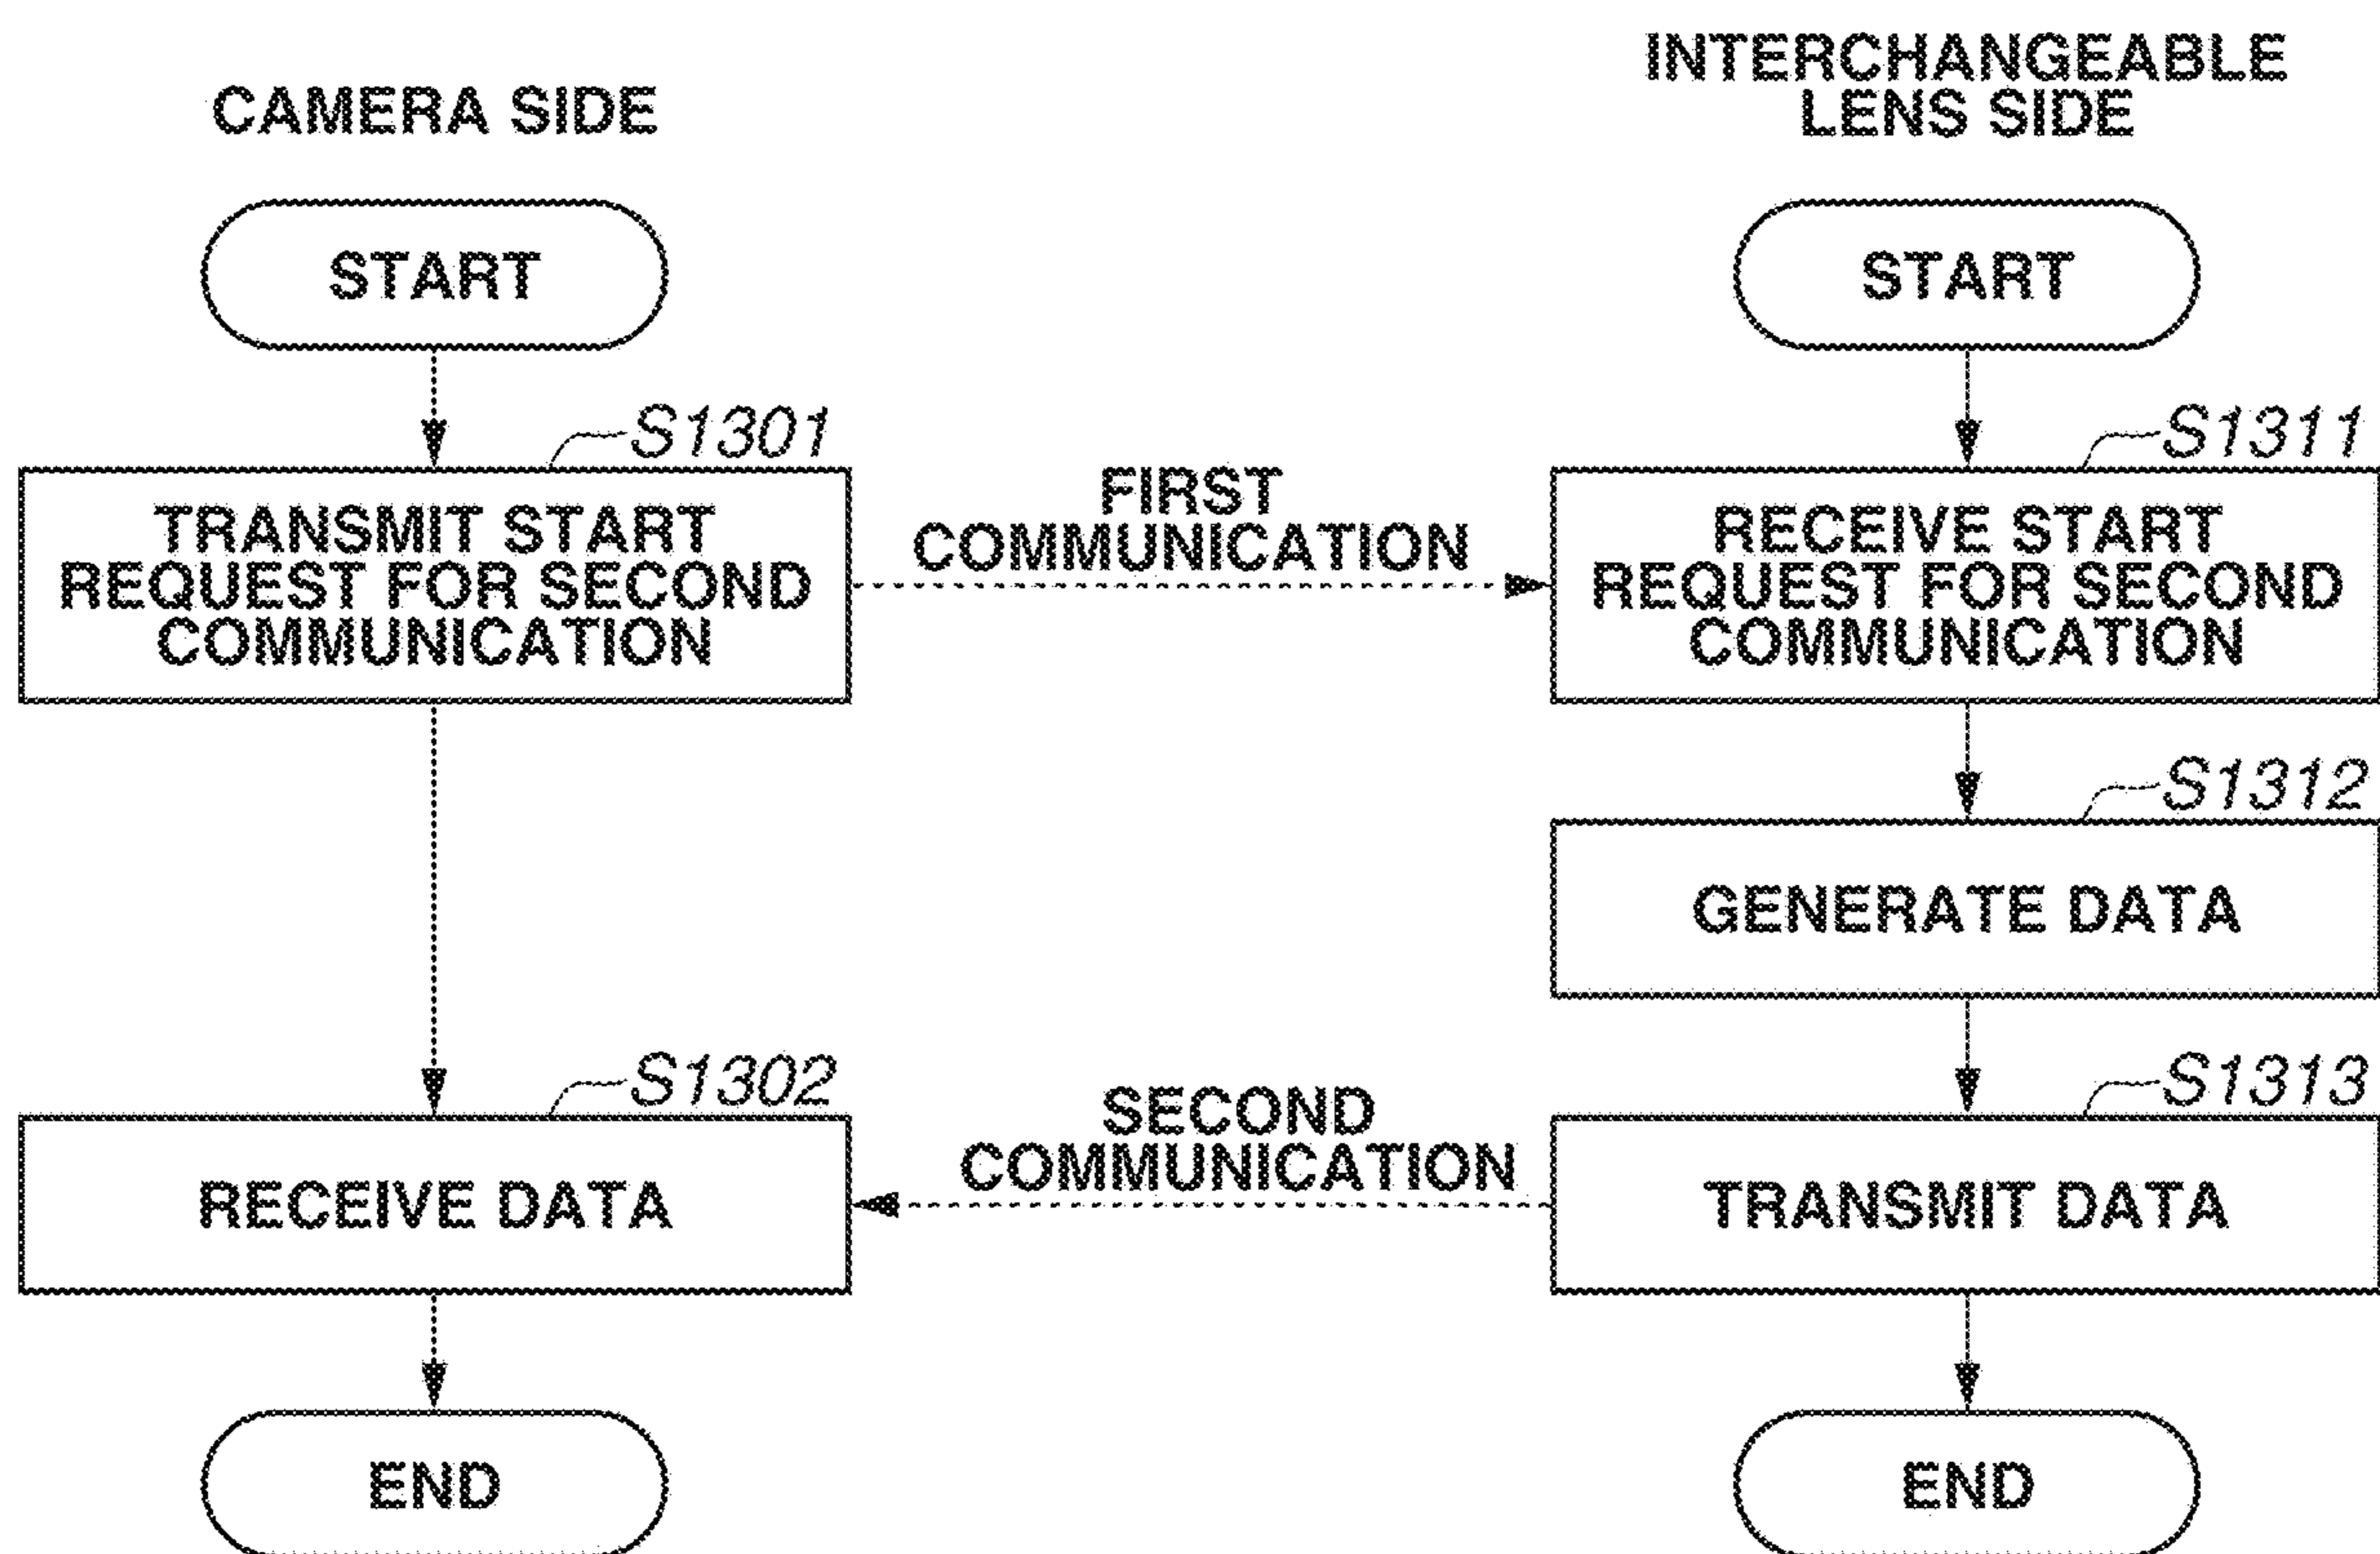 CAMERA SIDE
START
S1301
TRANSMIT START
REQUEST FOR SECOND
COMMUNICATION
S1302
RECEIVE DATA
END
FIRST
COMMUNICATION
SECOND
COMMUNICATION
INTERCHANGEABLE
LENS SIDE
START
S1311
RECEIVE START
REQUEST FOR SECOND
COMMUNICATION
S1312
GENERATE DATA
S1313
TRANSMIT DATA
END